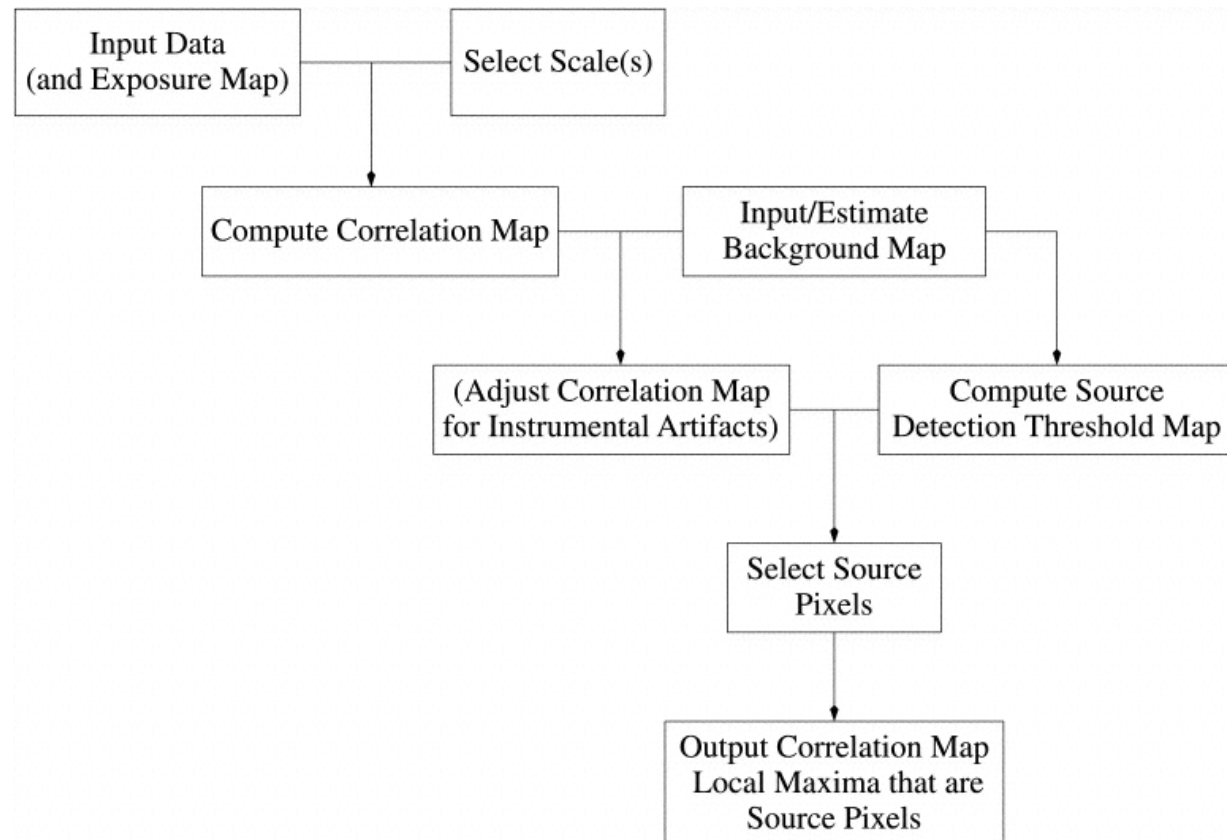 Input Data
(and Exposure Map)
Select Scale(s)
Compute Correlation Map
Input/Estimate
Background Map
(Adjust Correlation Map
for Instrumental Artifacts)
Compute Source
Detection Threshold Map
Select Source
Pixels
Output Correlation Map
Local Maxima that are
Source Pixels